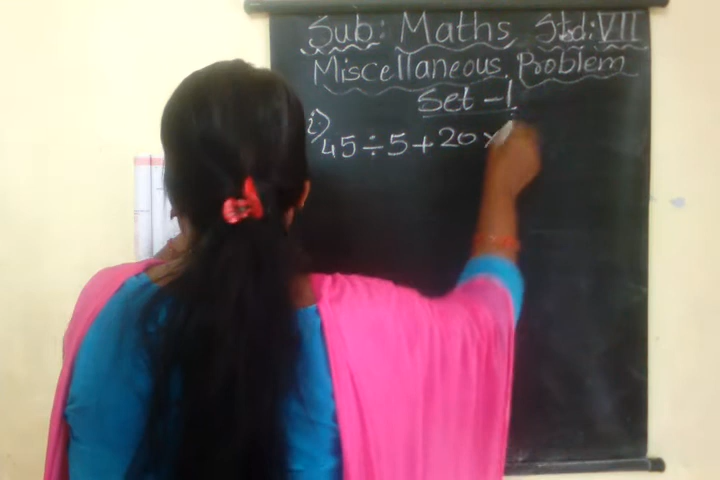 Sub: Maths Std: VII
Miscellaneous Problem
Set - 1
i) 45 ÷ 5 + 20 ×